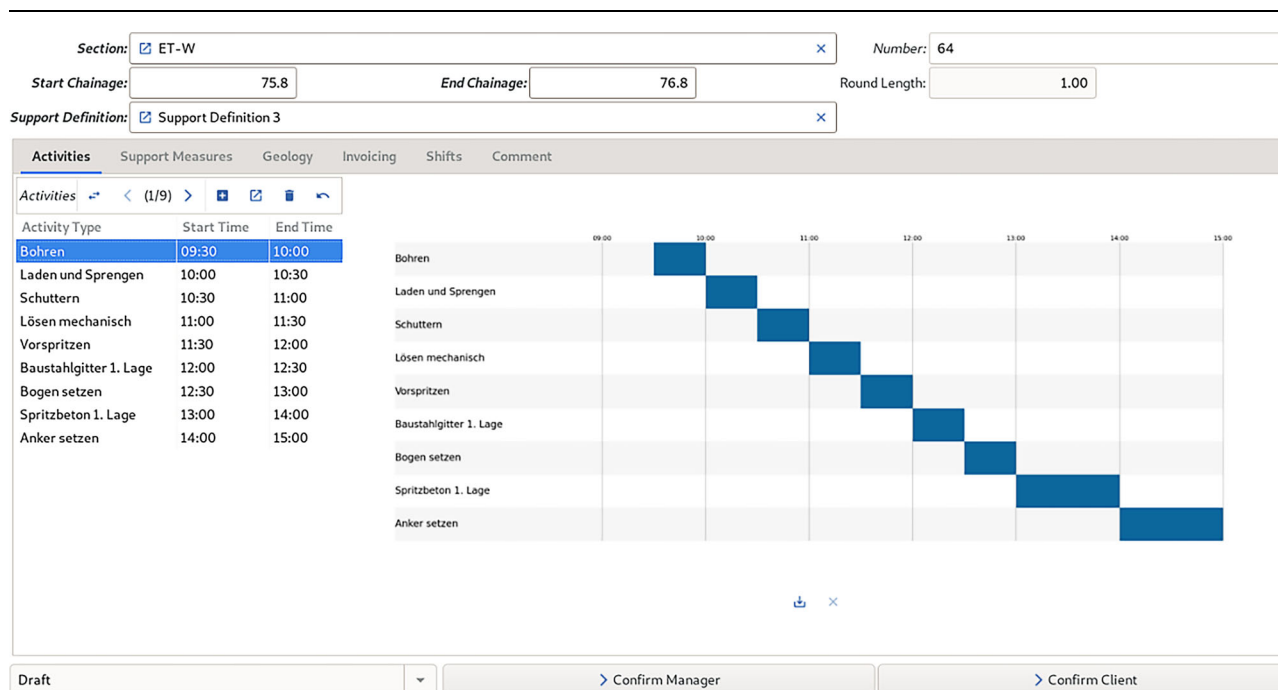 Section: ET-W Number: 64
Start Chainage: 75.8 End Chainage: 76.8 Round Length: 1.00
Support Definition: Support Definition 3
Activities Support Measures Geology Invoicing Shifts Comment
Activities (1/9)
Activity Type Start Time End Time
Bohren 09:30 10:00
Laden und Sprengen 10:00 10:30
Schuttern 10:30 11:00
Lösen mechanisch 11:00 11:30
Vorspritzen 11:30 12:00
Baustahlgitter 1. Lage 12:00 12:30
Bogen setzen 12:30 13:00
Spritzbeton 1. Lage 13:00 14:00
Anker setzen 14:00 15:00
09:00 10:00 11:00 12:00 13:00 14:00 15:00
Bohren
Laden und Sprengen
Schuttern
Lösen mechanisch
Vorspritzen
Baustahlgitter 1. Lage
Bogen setzen
Spritzbeton 1. Lage
Anker setzen
Draft Confirm Manager Confirm Client